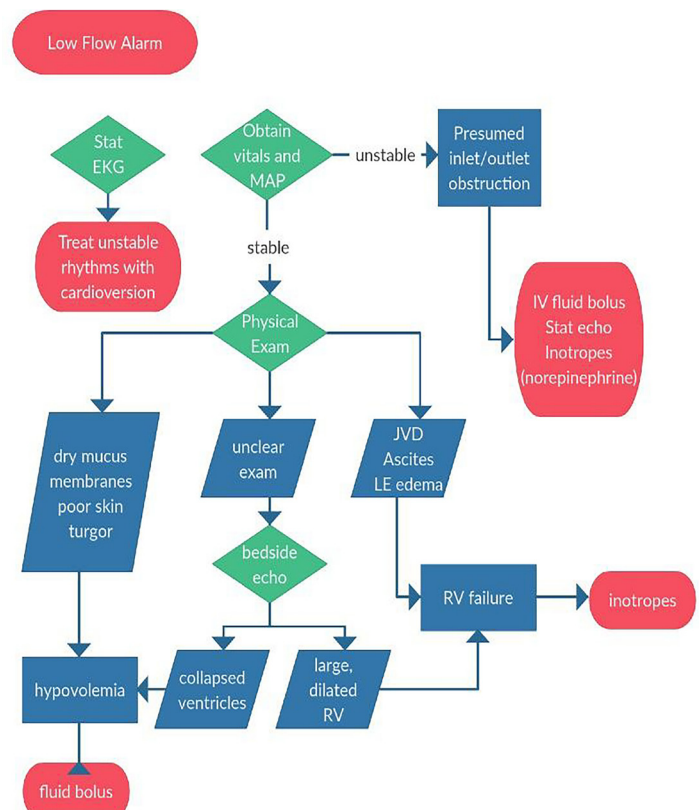 Low Flow Alarm
Stat
EKG
Obtain
vitals and
MAP
unstable
Presumed
inlet/outlet
obstruction
Treat unstable
rhythms with
cardioversion
stable
IV fluid bolus
Stat echo
Inotropes
(norepinephrine)
Physical
Exam
dry mucus
membranes
poor skin
turgor
unclear
exam
JVD
Ascites
LE edema
bedside
echo
RV failure
inotropes
hypovolemia
collapsed
ventricles
large,
dilated
RV
fluid bolus